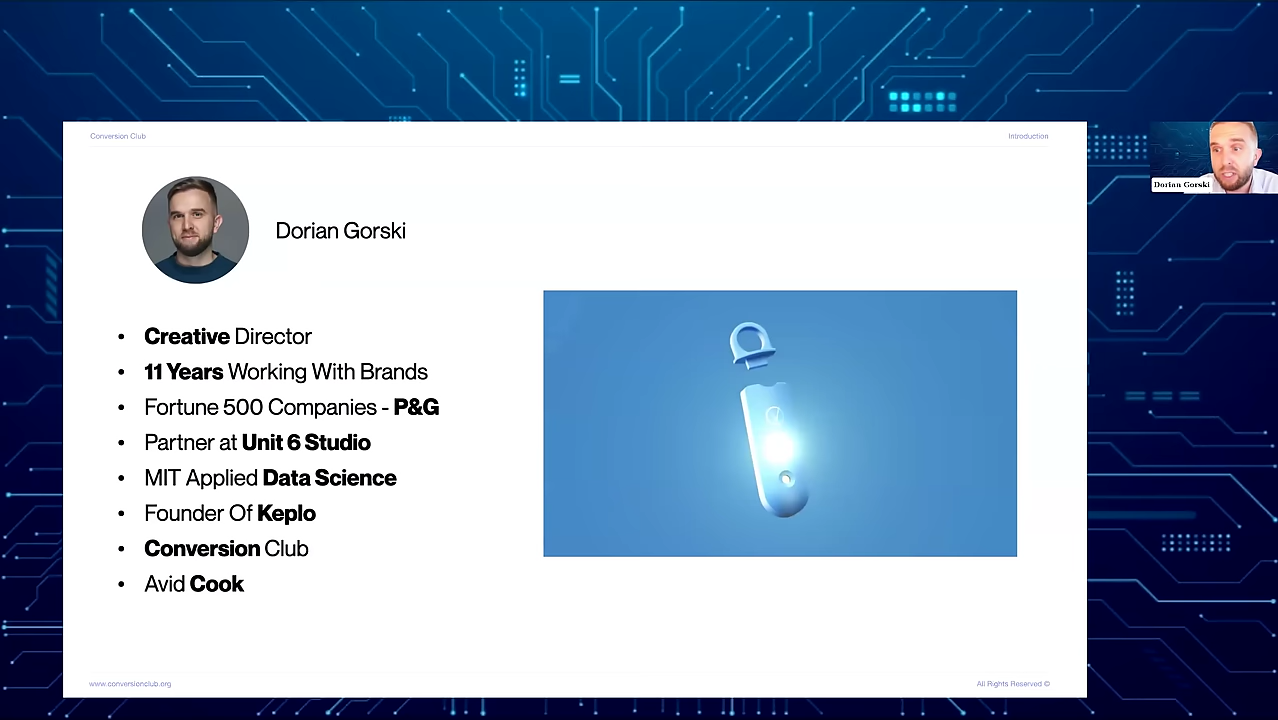 Conversion Club
Introduction
Dorian Gorski
Dorian Gorski
• Creative Director
• 11 Years Working With Brands
• Fortune 500 Companies - P&G
• Partner at Unit 6 Studio
• MIT Applied Data Science
• Founder Of Keplo
• Conversion Club
• Avid Cook
www.conversionclub.org
All Rights Reserved ©